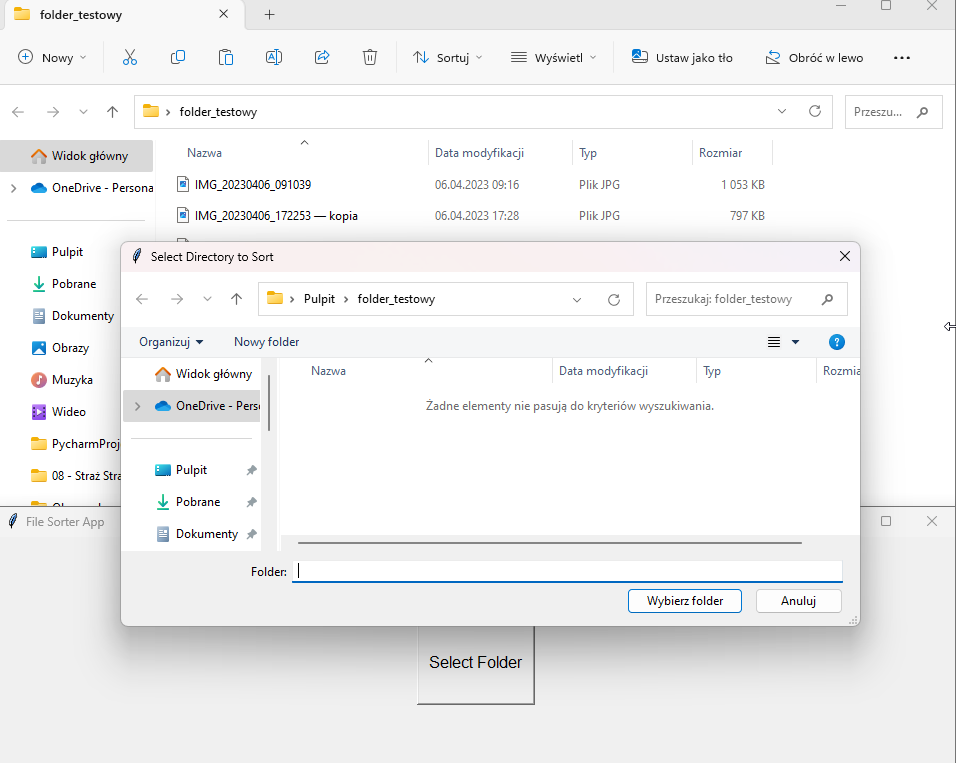 folder_testowy
Nowy
Sortuj
Wyświetl
Ustaw jako tło
Obróć w lewo
folder_testowy
Przeszu...
Widok główny
OneDrive - Persona
Pulpit
Pobrane
Dokumenty
Obrazy
Muzyka
Wideo
PycharmProj
08 - Straż Stra
Nazwa
Data modyfikacji
Typ
Rozmiar
IMG_20230406_091039
06.04.2023 09:16
Plik JPG
1 053 KB
IMG_20230406_172253 — kopia
06.04.2023 17:28
Plik JPG
797 KB
Select Directory to Sort
Pulpit
folder_testowy
Przeszukaj: folder_testowy
Organizuj
Nowy folder
Widok główny
OneDrive - Perso
Pulpit
Pobrane
Dokumenty
Nazwa
Data modyfikacji
Typ
Rozmia
Żadne elementy nie pasują do kryteriów wyszukiwania.
Folder:
Wybierz folder
Anuluj
File Sorter App
Select Folder